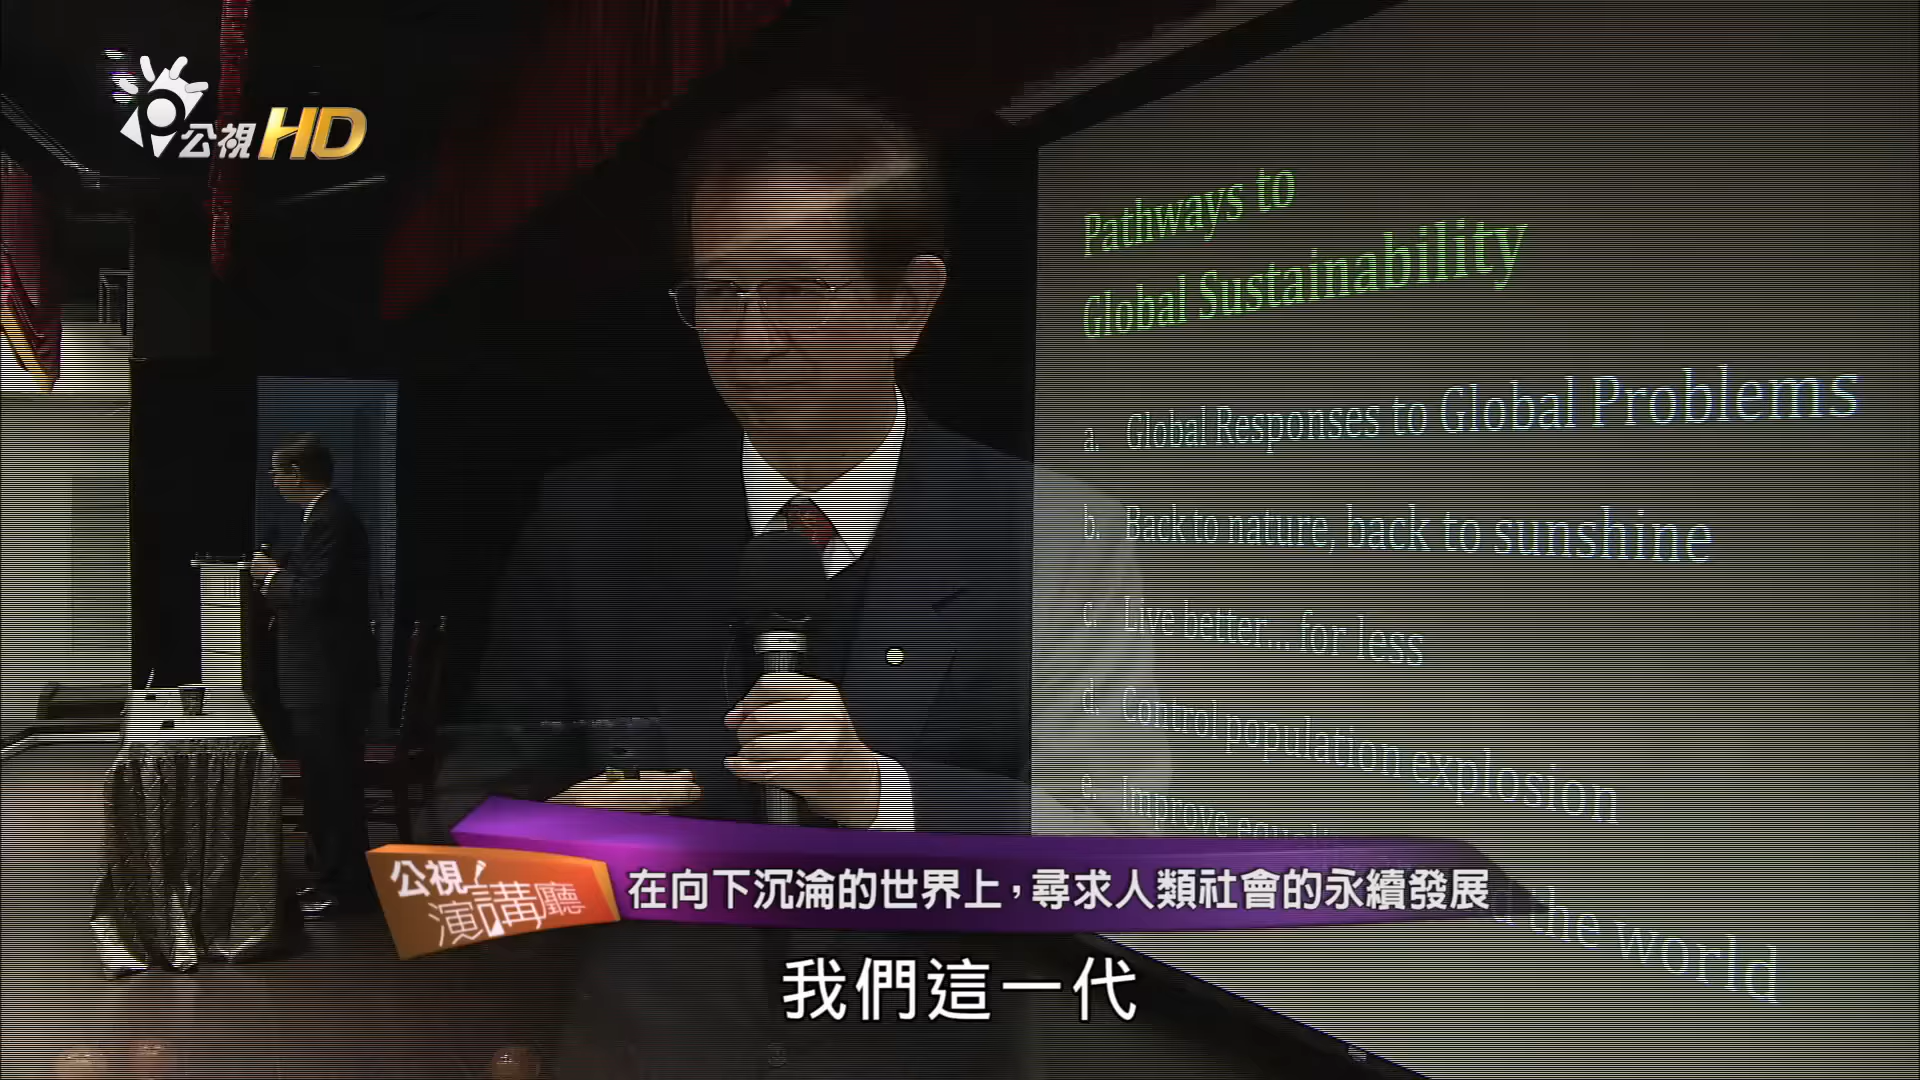 公視HD
Pathways to
Global Sustainability
a. Global Responses to Global Problems
b. Back to nature, back to sunshine
c. Live better... for less
d. Control population explosion
e. Improve
the world
公視
演講廳
在向下沉淪的世界上，尋求人類社會的永續發展
我們這一代